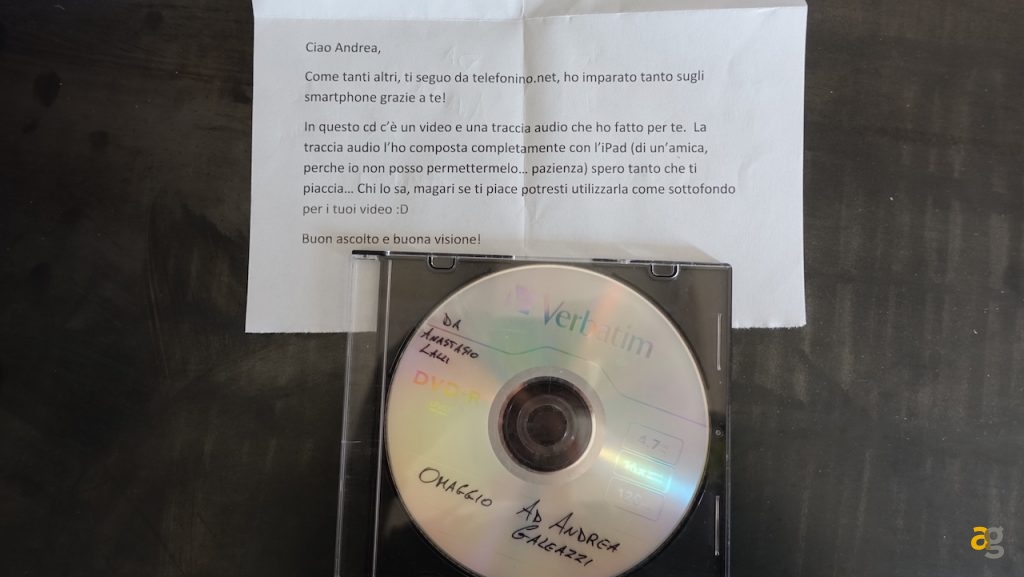 Ciao Andrea,
Come tanti altri, ti seguo da telefonino.net, ho imparato tanto sugli
smartphone grazie a te!
In questo cd c'è un video e una traccia audio che ho fatto per te. La
traccia audio l'ho composta completamente con l'iPad (di un'amica,
perche io non posso permettermelo... pazienza) spero tanto che ti
piaccia... Chi lo sa, magari se ti piace potresti utilizzarla come sottofondo
per i tuoi video :D
Buon ascolto e buona visione!
Verbatim
DA
ANASTASIO
DVD-R
4.7
120
OMAGGIO AD ANDREA
GALEAZZI
ag